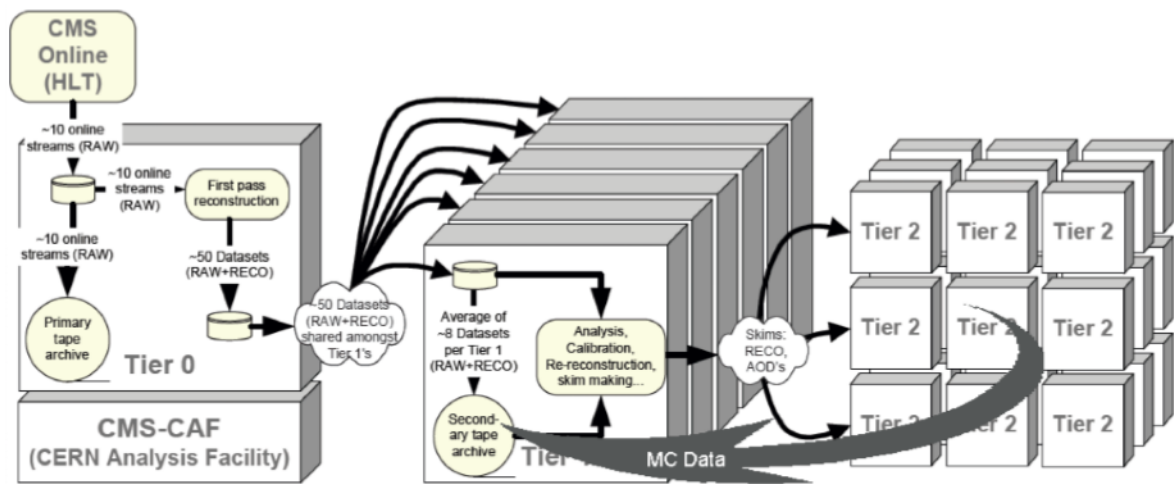 CMS
Online
(HLT)
~10 online
streams (RAW)
~10 online
streams
(RAW)
First pass
reconstruction
~10 online
streams (RAW)
~50 Datasets
(RAW+RECO)
Primary
tape
archive
Tier 0
CMS-CAF
(CERN Analysis Facility)
~50 Datasets
(RAW+RECO)
shared amongst
Tier 1's
Average of
~8 Datasets
per Tier 1
(RAW+RECO)
Analysis,
Calibration,
Re-reconstruction,
skim making...
Second-
ary tape
archive
Tier
MC Data
Skims:
RECO,
AOD's
Tier 2
Tier 2
Tier 2
Tier 2
Tier 2
Tier 2
Tier 2
Tier 2
Tier 2